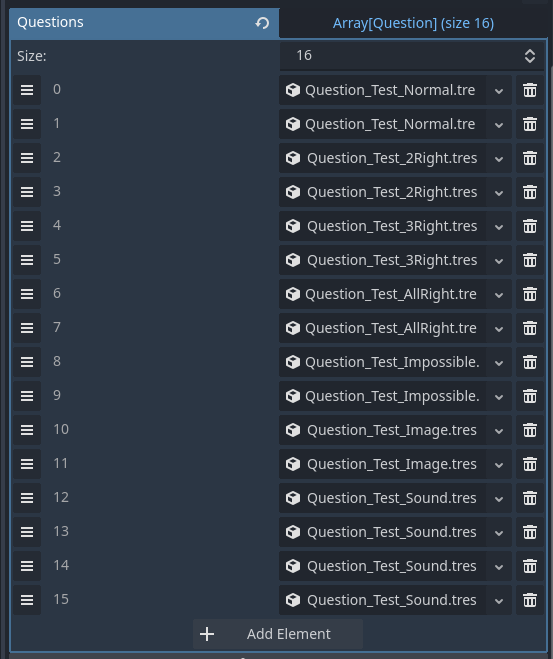 Questions Array[Question] (size 16)
Size: 16
0 Question_Test_Normal.tre
1 Question_Test_Normal.tre
2 Question_Test_2Right.tres
3 Question_Test_2Right.tres
4 Question_Test_3Right.tres
5 Question_Test_3Right.tres
6 Question_Test_AllRight.tre
7 Question_Test_AllRight.tre
8 Question_Test_Impossible.
9 Question_Test_Impossible.
10 Question_Test_Image.tres
11 Question_Test_Image.tres
12 Question_Test_Sound.tres
13 Question_Test_Sound.tres
14 Question_Test_Sound.tres
15 Question_Test_Sound.tres
Add Element